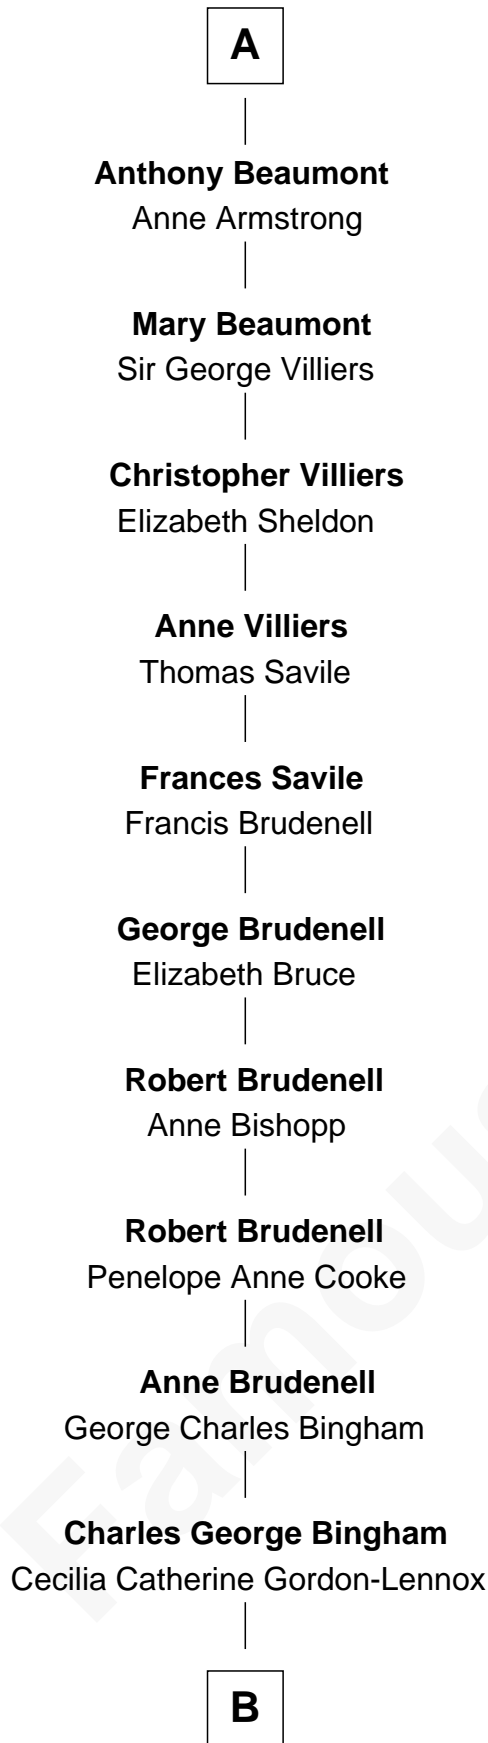 A
Anthony Beaumont
Anne Armstrong
Mary Beaumont
Sir George Villiers
Christopher Villiers
Elizabeth Sheldon
Anne Villiers
Thomas Savile
Frances Savile
Francis Brudenell
George Brudenell
Elizabeth Bruce
Robert Brudenell
Anne Bishopp
Robert Brudenell
Penelope Anne Cooke
Anne Brudenell
George Charles Bingham
Charles George Bingham
Cecilia Catherine Gordon-Lennox
B